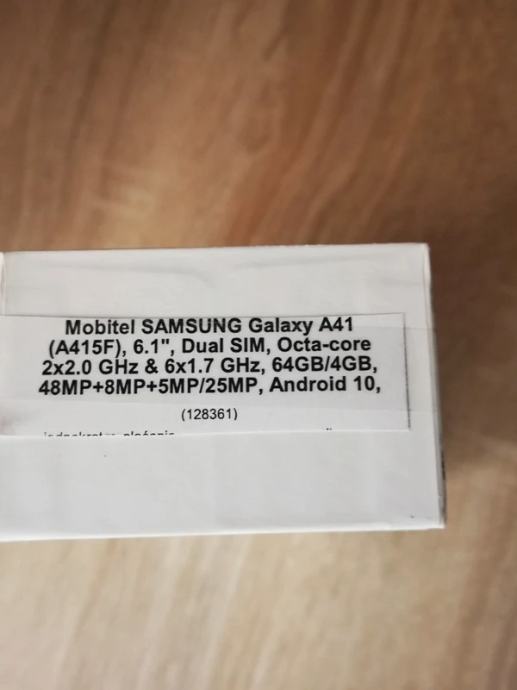 Mobitel SAMSUNG Galaxy A41
(A415F), 6.1", Dual SIM, Octa-core
2x2.0 GHz & 6x1.7 GHz, 64GB/4GB,
48MP+8MP+5MP/25MP, Android 10,
(128361)